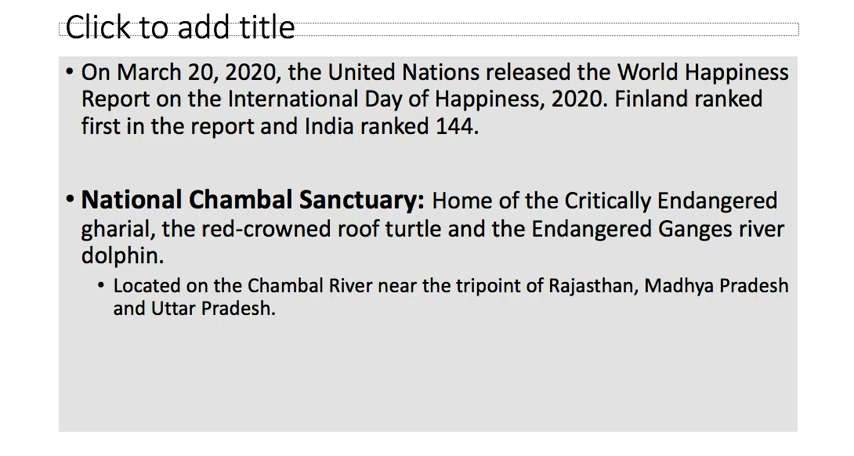 Click to add title
• On March 20, 2020, the United Nations released the World Happiness
Report on the International Day of Happiness, 2020. Finland ranked
first in the report and India ranked 144.
• National Chambal Sanctuary: Home of the Critically Endangered
gharial, the red-crowned roof turtle and the Endangered Ganges river
dolphin.
• Located on the Chambal River near the tripoint of Rajasthan, Madhya Pradesh
and Uttar Pradesh.